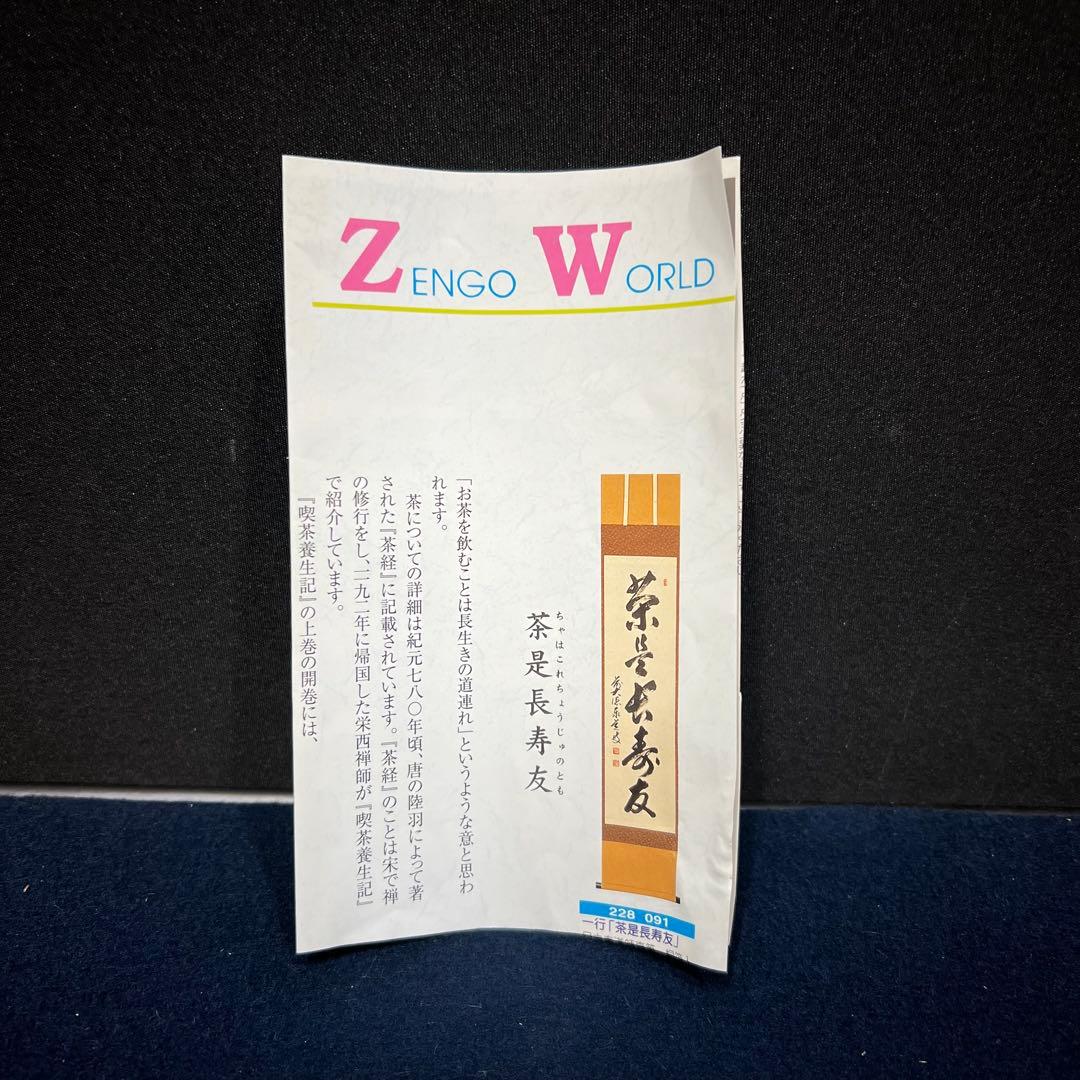 ZENGO WORLD
茶是長寿友
228 091
一行「茶是長寿友」
ちゃはこれちょうじゅのとも
茶是長寿友
「お茶を飲むことは長生きの道連れ」というような意と思わ
れます。
茶についての詳細は紀元七八〇年頃、唐の陸羽によって著
された『茶経』に記載されています。『茶経』のことは宋で禅
の修行をし、一一九二年に帰国した栄西禅師が『喫茶養生記』
で紹介しています。
『喫茶養生記』の上巻の開巻には、